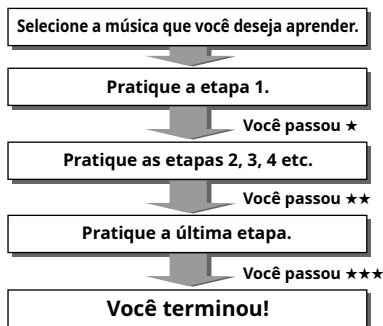 Selecione a música que você deseja aprender.
Pratique a etapa 1.
Você passou ★
Pratique as etapas 2, 3, 4 etc.
Você passou ★★
Pratique a última etapa.
Você passou ★★★
Você terminou!